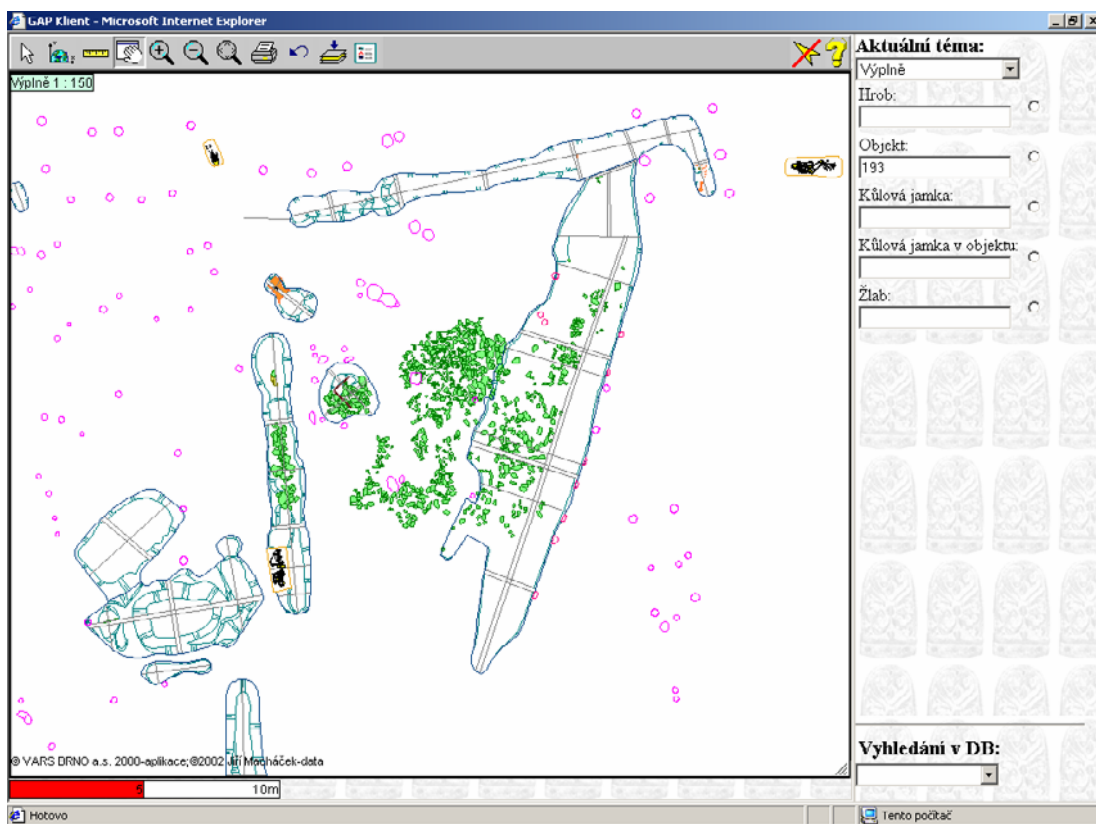 GAP Klient - Microsoft Internet Explorer
Výplně 1 : 150
Aktuální téma:
Výplně
Hrob:
Objekt:
193
Kůlová jamka:
Kůlová jamka v objektu:
Žlab:
© VARS BRNO a.s. 2000-aplikace;©2002 Jiří Macháček-data
Vyhledání v DB:
5 10m
Hotovo
Tento počítač